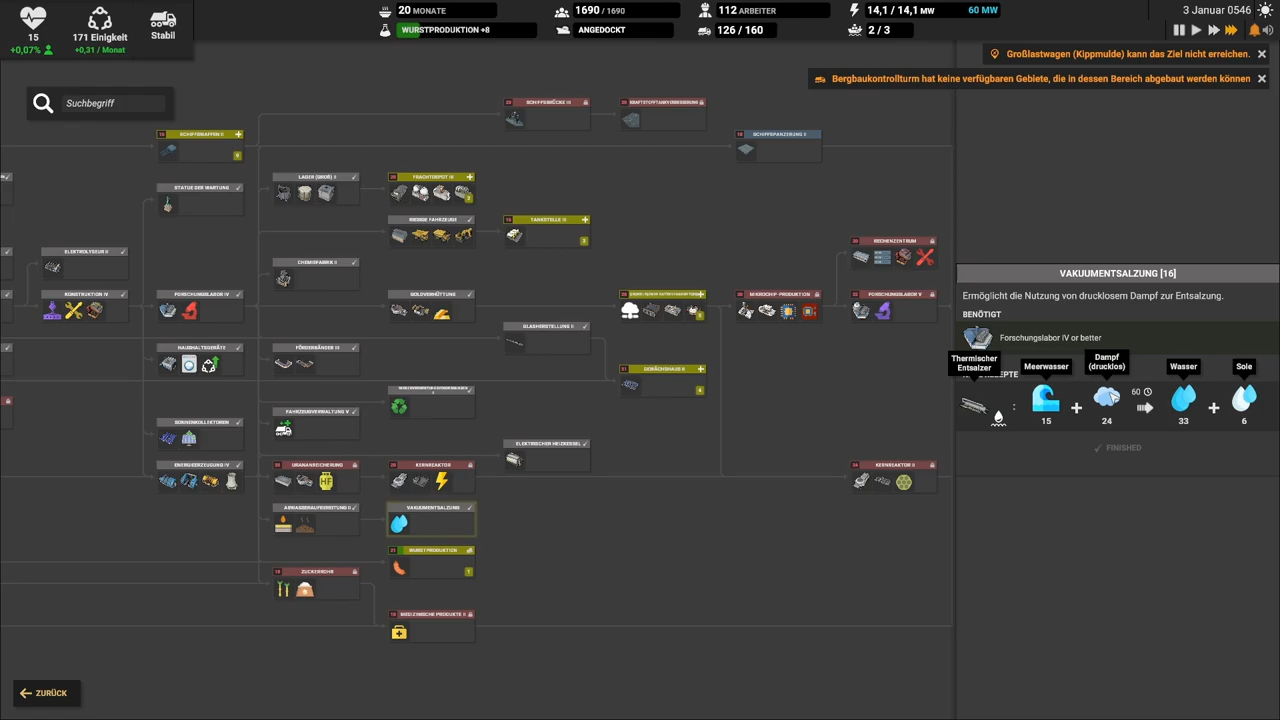 15
+0,07%
171 Einigkeit
+0,31 / Monat
Stabil
20 MONATE
WURSTPRODUKTION +8
1690 / 1690
ANGEDOCKT
112 ARBEITER
126 / 160
14,1 / 14,1 MW
60 MW
2 / 3
3 Januar 0546
Großlastwagen (Kippmulde) kann das Ziel nicht erreichen.
Bergbaukontrollturm hat keine verfügbaren Gebiete, die in dessen Bereich abgebaut werden können
Suchbegriff
SCHIFFSBRÜCKE III
KRAFTSTOFFTANKVERBESSERUNG
SCHIFFSWAFFEN II
SCHIFFSPANZERUNG II
STATUE DER WARTUNG
LAGER (GROß) II
FRACHTDEPOT III
RIESIGE FAHRZEUGE
TANKSTELLE III
3
ELEKTROLYSEUR II
CHEMIEFABRIK II
RECHENZENTRUM
KONSTRUKTION IV
FORSCHUNGSLABOR IV
GOLDVERHÜTTUNG
MIKROCHIP-PRODUKTION
FORSCHUNGSLABOR V
GLASHERSTELLUNG II
HAUSHALTSGERÄTE
FÖRDERBÄNDER III
GEWÄCHSHAUS II
4
FAHRZEUGVERWALTUNG V
SONNENKOLLEKTOREN
ELEKTRISCHER HEIZKESSEL
ENERGIEERZEUGUNG IV
URANANREICHERUNG
HF
KERNREAKTOR
KERNREAKTOR II
ABWASSERAUFBEREITUNG II
VAKUUMENTSALZUNG
WURSTPRODUKTION
1
ZUCKERROHR
MEDIZINISCHE PRODUKTE II
VAKUUMENTSALZUNG [16]
Ermöglicht die Nutzung von drucklosem Dampf zur Entsalzung.
BENÖTIGT
Forschungslabor IV or better
Thermischer Entsalzer
Meerwasser
Dampf (drucklos)
Wasser
Sole
:
15
+
24
60
33
+
6
FINISHED
ZURÜCK